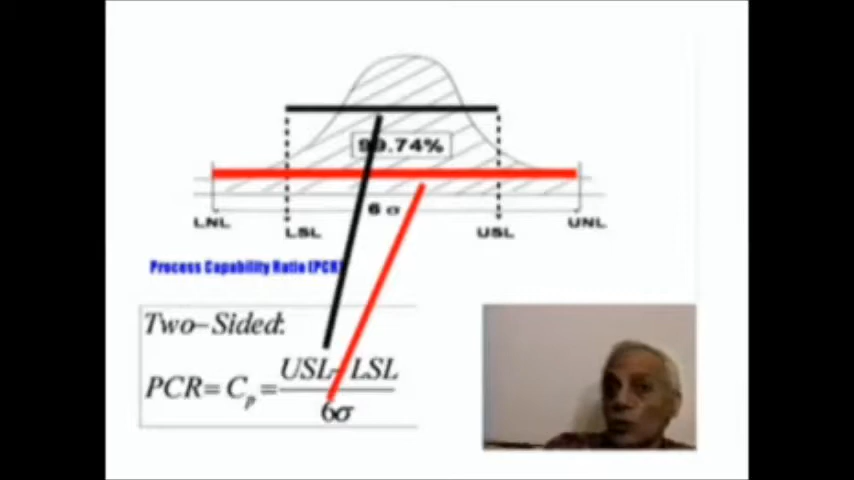 99.74%
6 σ
LNL
UNL
LSL
USL
Process Capability Ratio (PCR)
Two-Sided:
PCR = Cp = USL - LSL / 6σ